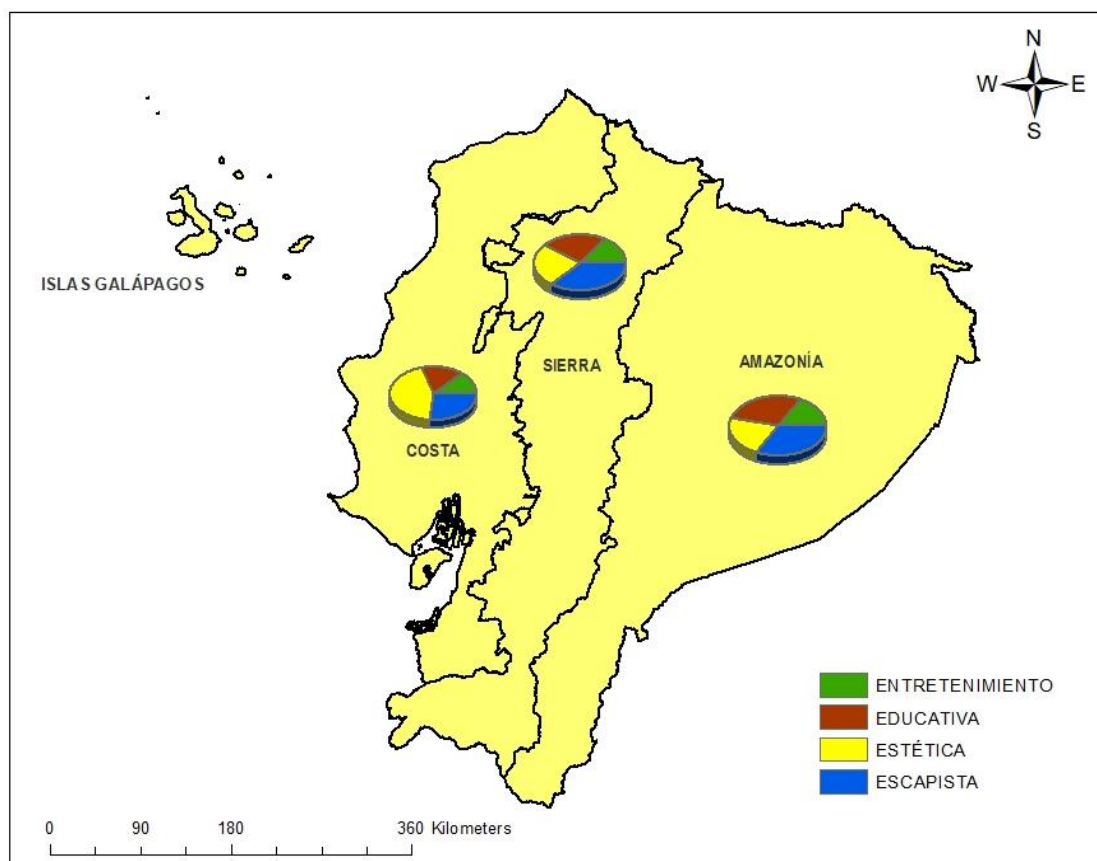 N
W E
S
ISLAS GALÁPAGOS
SIERRA
AMAZONÍA
COSTA
ENTRETENIMIENTO
EDUCATIVA
ESTÉTICA
ESCAPISTA
0 90 180 360 Kilometers